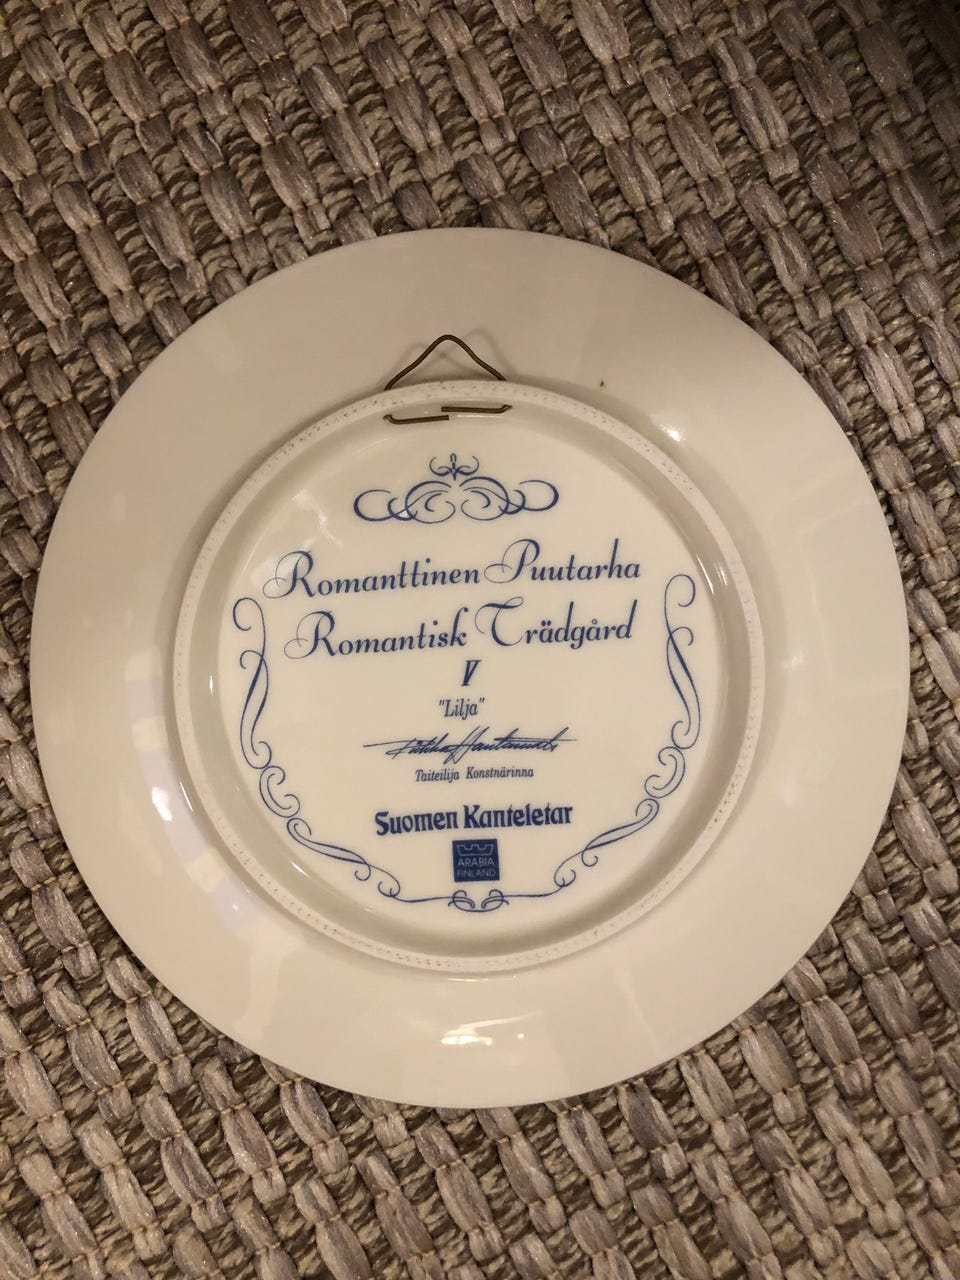 Romanttinen Puutarha
Romantisk Trädgård
V
"Lilja"
Taiteilija Konstnärinna
Suomen Kanteletar
ARABIA
FINLAND